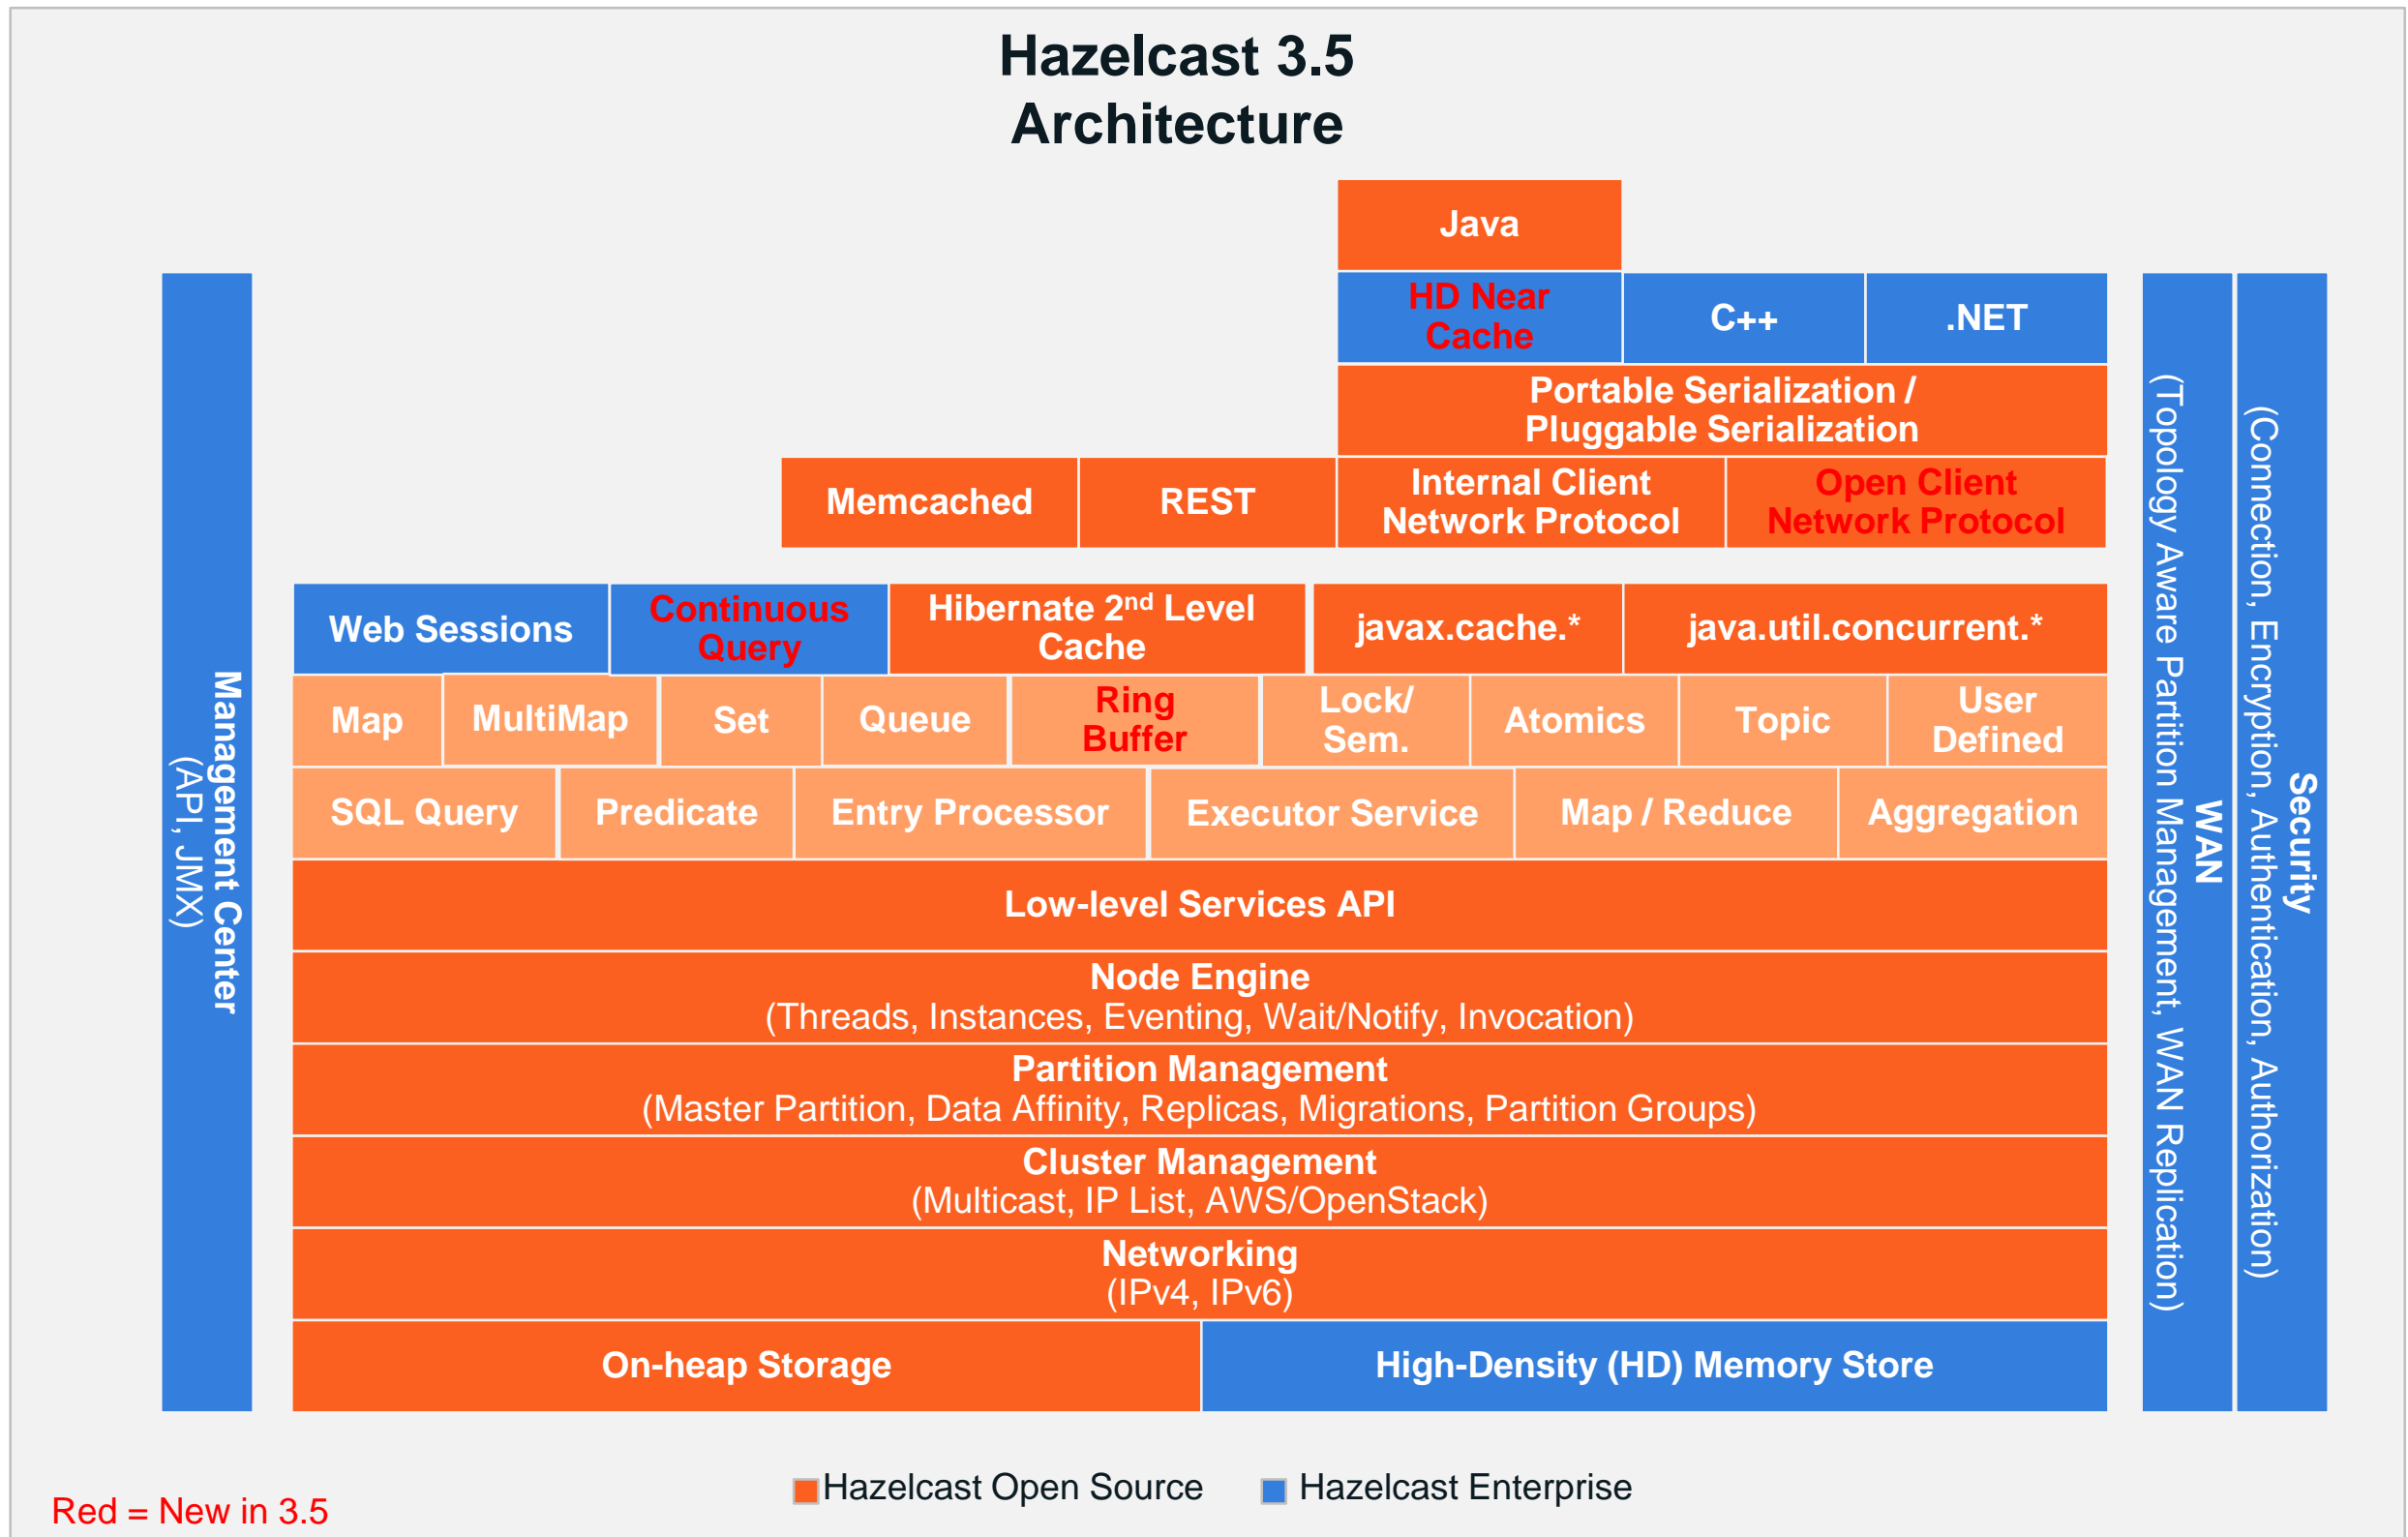 Hazelcast 3.5
Architecture
Java
HD Near
Cache
C++
.NET
Portable Serialization /
Pluggable Serialization
Memcached
REST
Internal Client
Network Protocol
Open Client
Network Protocol
Web Sessions
Continuous
Query
Hibernate 2nd Level
Cache
javax.cache.*
java.util.concurrent.*
Map
MultiMap
Set
Queue
Ring
Buffer
Lock/
Sem.
Atomics
Topic
User
Defined
SQL Query
Predicate
Entry Processor
Executor Service
Map / Reduce
Aggregation
Low-level Services API
Node Engine
(Threads, Instances, Eventing, Wait/Notify, Invocation)
Partition Management
(Master Partition, Data Affinity, Replicas, Migrations, Partition Groups)
Cluster Management
(Multicast, IP List, AWS/OpenStack)
Networking
(IPv4, IPv6)
On-heap Storage
High-Density (HD) Memory Store
Management Center
(API, JMX)
WAN
(Topology Aware Partition Management, WAN Replication)
Security
(Connection, Encryption, Authentication, Authorization)
Hazelcast Open Source
Hazelcast Enterprise
Red = New in 3.5